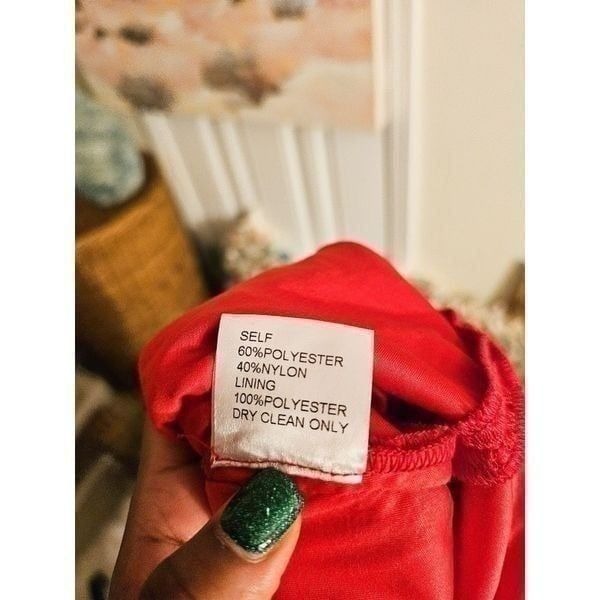 SELF
60%POLYESTER
40%NYLON
LINING
100%POLYESTER
DRY CLEAN ONLY